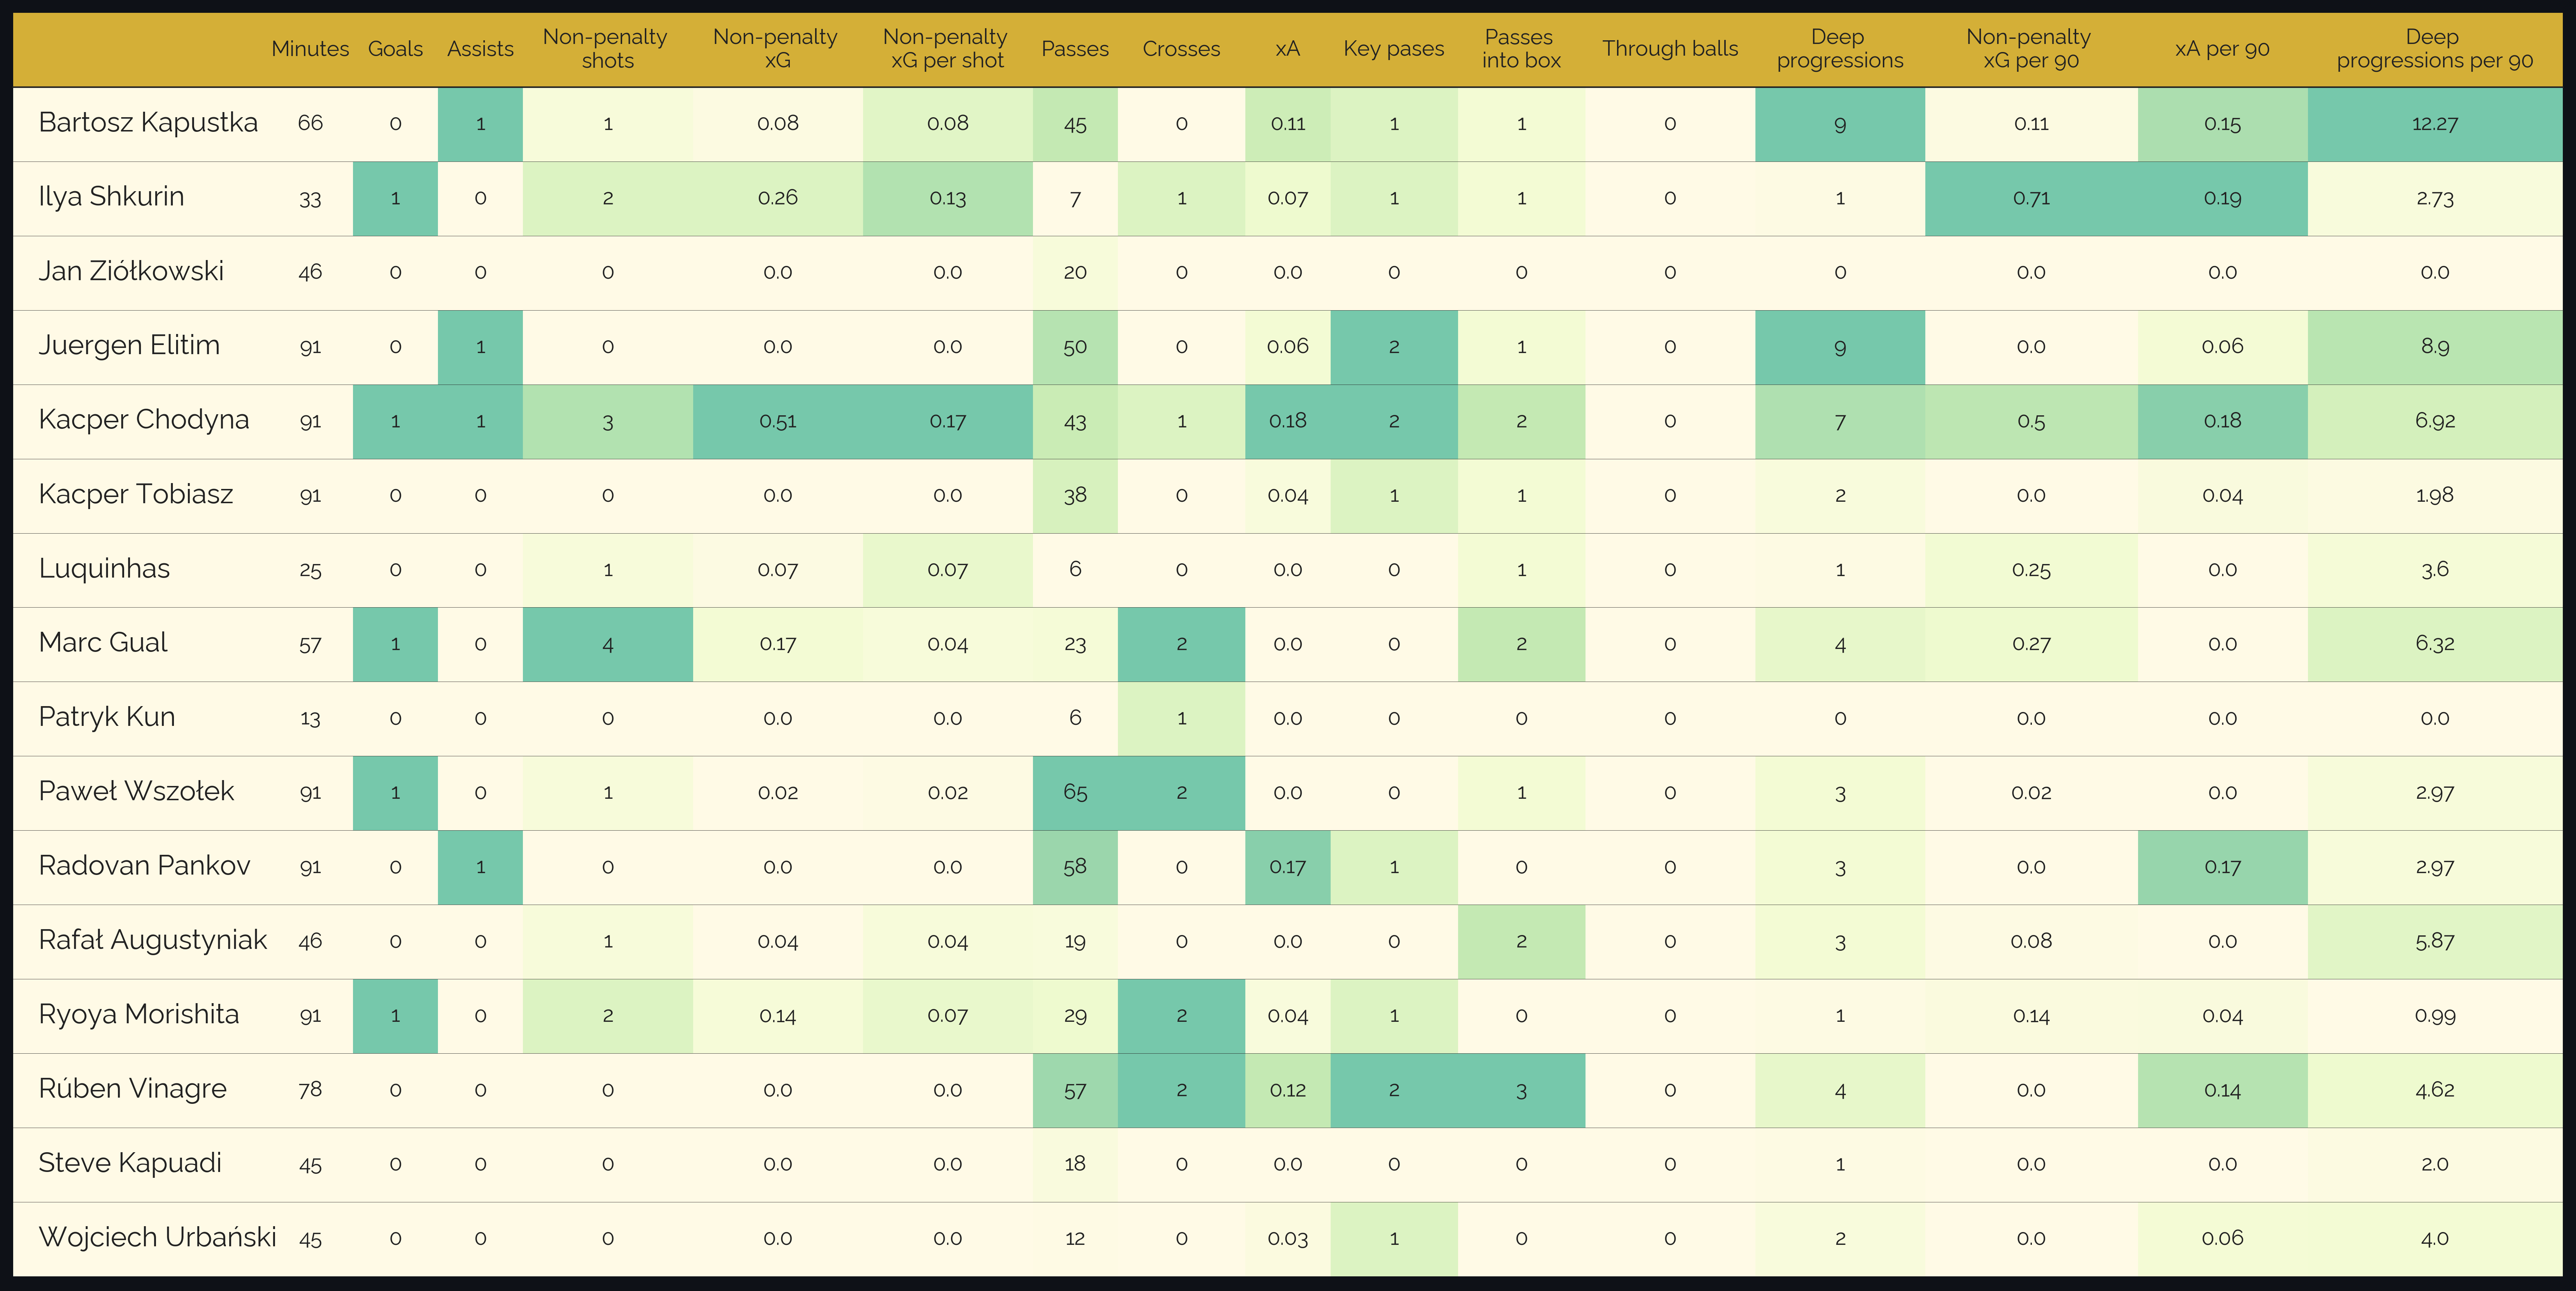 Minutes Goals Assists Non-penalty shots Non-penalty xG Non-penalty xG per shot Passes Crosses xA Key pases Passes into box Through balls Deep progressions Non-penalty xG per 90 xA per 90 Deep progressions per 90
Bartosz Kapustka 66 0 1 1 0.08 0.08 45 0 0.11 1 1 0 9 0.11 0.15 12.27
Ilya Shkurin 33 1 0 2 0.26 0.13 7 1 0.07 1 1 0 1 0.71 0.19 2.73
Jan Ziółkowski 46 0 0 0 0.0 0.0 20 0 0.0 0 0 0 0 0.0 0.0 0.0
Juergen Elitim 91 0 1 0 0.0 0.0 50 0 0.06 2 1 0 9 0.0 0.06 8.9
Kacper Chodyna 91 1 1 3 0.51 0.17 43 1 0.18 2 2 0 7 0.5 0.18 6.92
Kacper Tobiasz 91 0 0 0 0.0 0.0 38 0 0.04 1 1 0 2 0.0 0.04 1.98
Luquinhas 25 0 0 1 0.07 0.07 6 0 0.0 0 1 0 1 0.25 0.0 3.6
Marc Gual 57 1 0 4 0.17 0.04 23 2 0.0 0 2 0 4 0.27 0.0 6.32
Patryk Kun 13 0 0 0 0.0 0.0 6 1 0.0 0 0 0 0 0.0 0.0 0.0
Paweł Wszołek 91 1 0 1 0.02 0.02 65 2 0.0 0 1 0 3 0.02 0.0 2.97
Radovan Pankov 91 0 1 0 0.0 0.0 58 0 0.17 1 0 0 3 0.0 0.17 2.97
Rafał Augustyniak 46 0 0 1 0.04 0.04 19 0 0.0 0 2 0 3 0.08 0.0 5.87
Ryoya Morishita 91 1 0 2 0.14 0.07 29 2 0.04 1 0 0 1 0.14 0.04 0.99
Rúben Vinagre 78 0 0 0 0.0 0.0 57 2 0.12 2 3 0 4 0.0 0.14 4.62
Steve Kapuadi 45 0 0 0 0.0 0.0 18 0 0.0 0 0 0 1 0.0 0.0 2.0
Wojciech Urbański 45 0 0 0 0.0 0.0 12 0 0.03 1 0 0 2 0.0 0.06 4.0